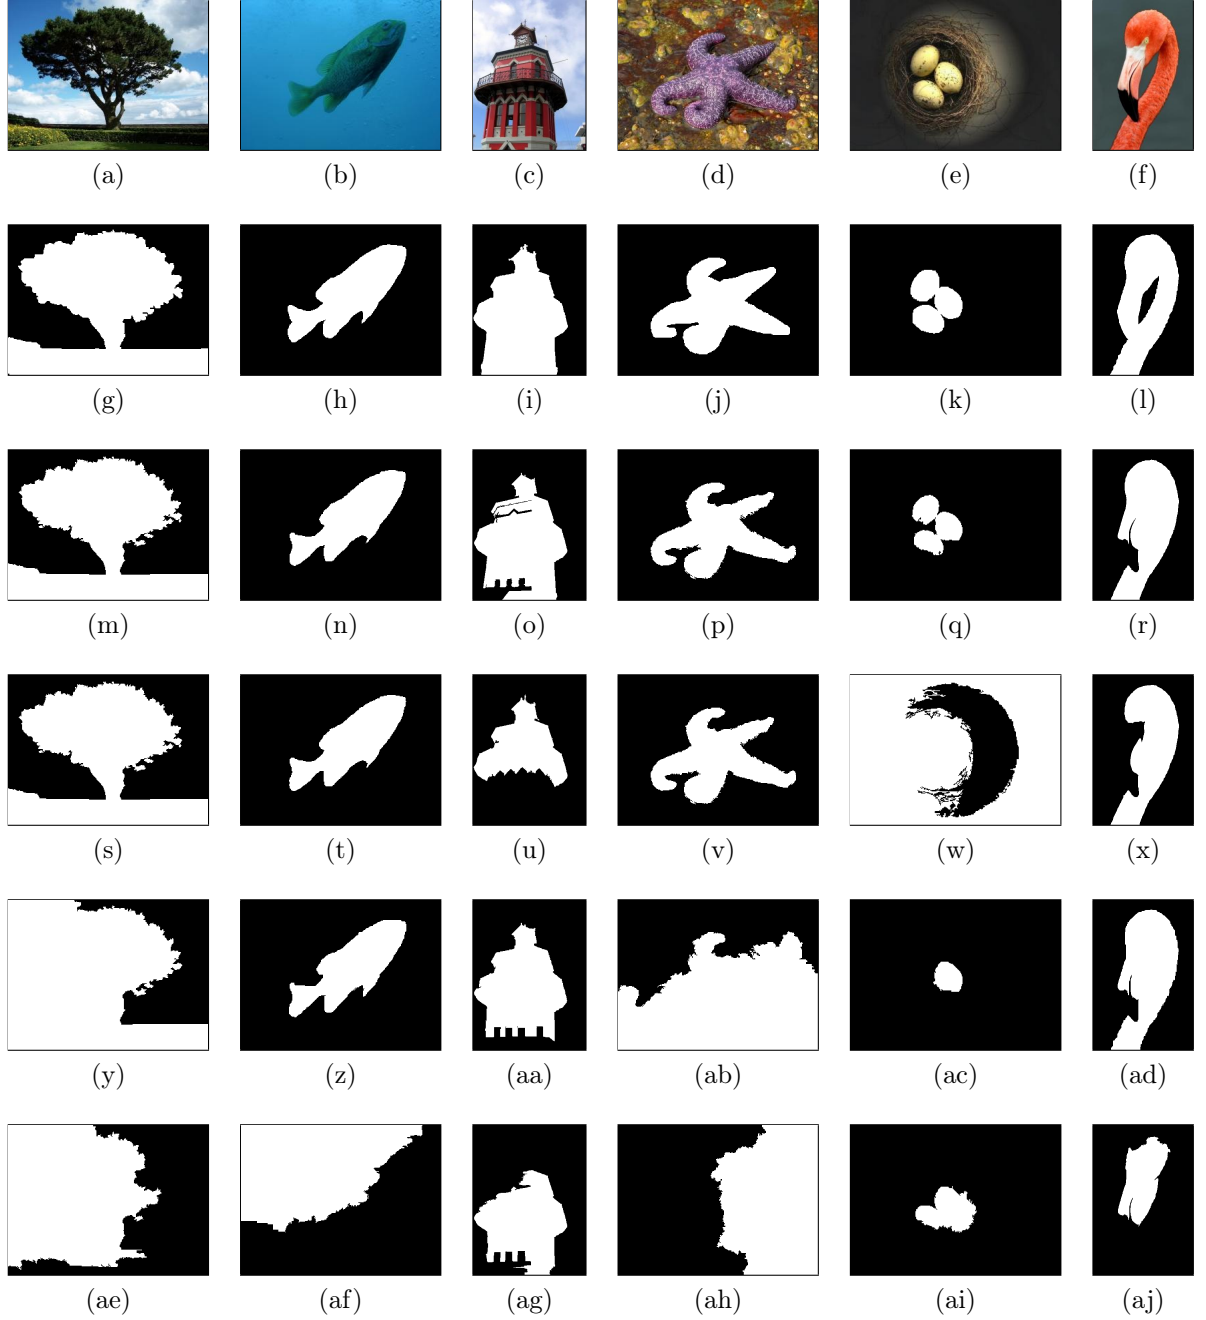 (a) (b) (c) (d) (e) (f)
(g) (h) (i) (j) (k) (l)
(m) (n) (o) (p) (q) (r)
(s) (t) (u) (v) (w) (x)
(y) (z) (aa) (ab) (ac) (ad)
(ae) (af) (ag) (ah) (ai) (aj)